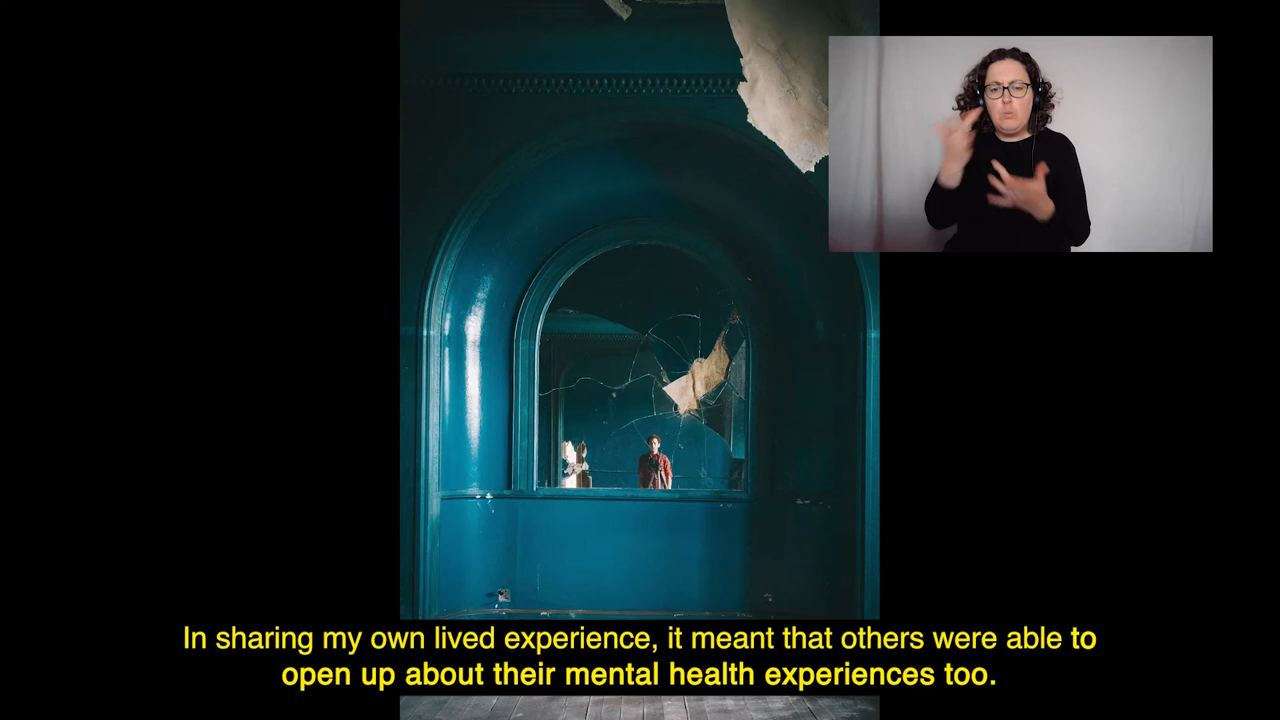 In sharing my own lived experience, it meant that others were able to
open up about their mental health experiences too.